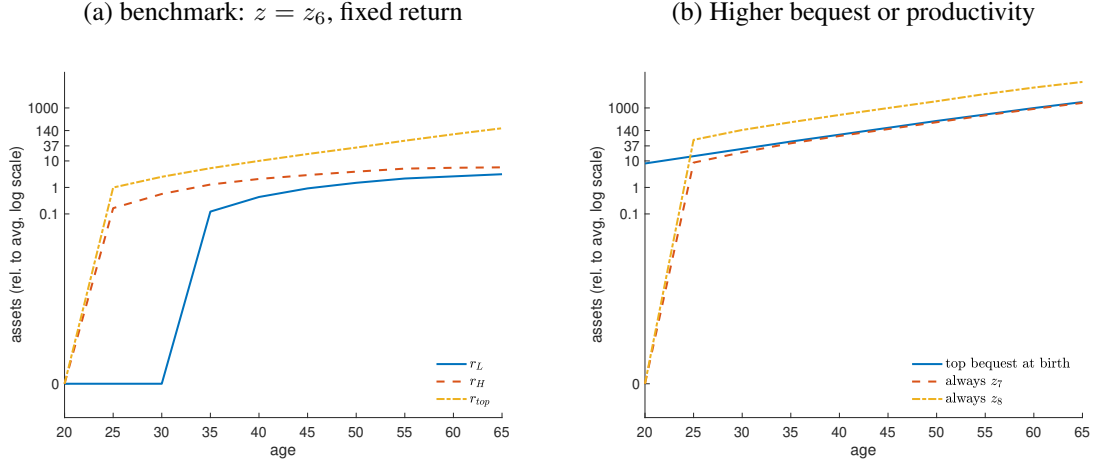 (a) benchmark: z = z6, fixed return
assets (rel. to avg, log scale)
1000
140
37
10
1
0.1
0
20 25 30 35 40 45 50 55 60 65
age
rL
rH
rtop
(b) Higher bequest or productivity
assets (rel. to avg, log scale)
1000
140
37
10
1
0.1
0
20 25 30 35 40 45 50 55 60 65
age
top bequest at birth
always z7
always z8